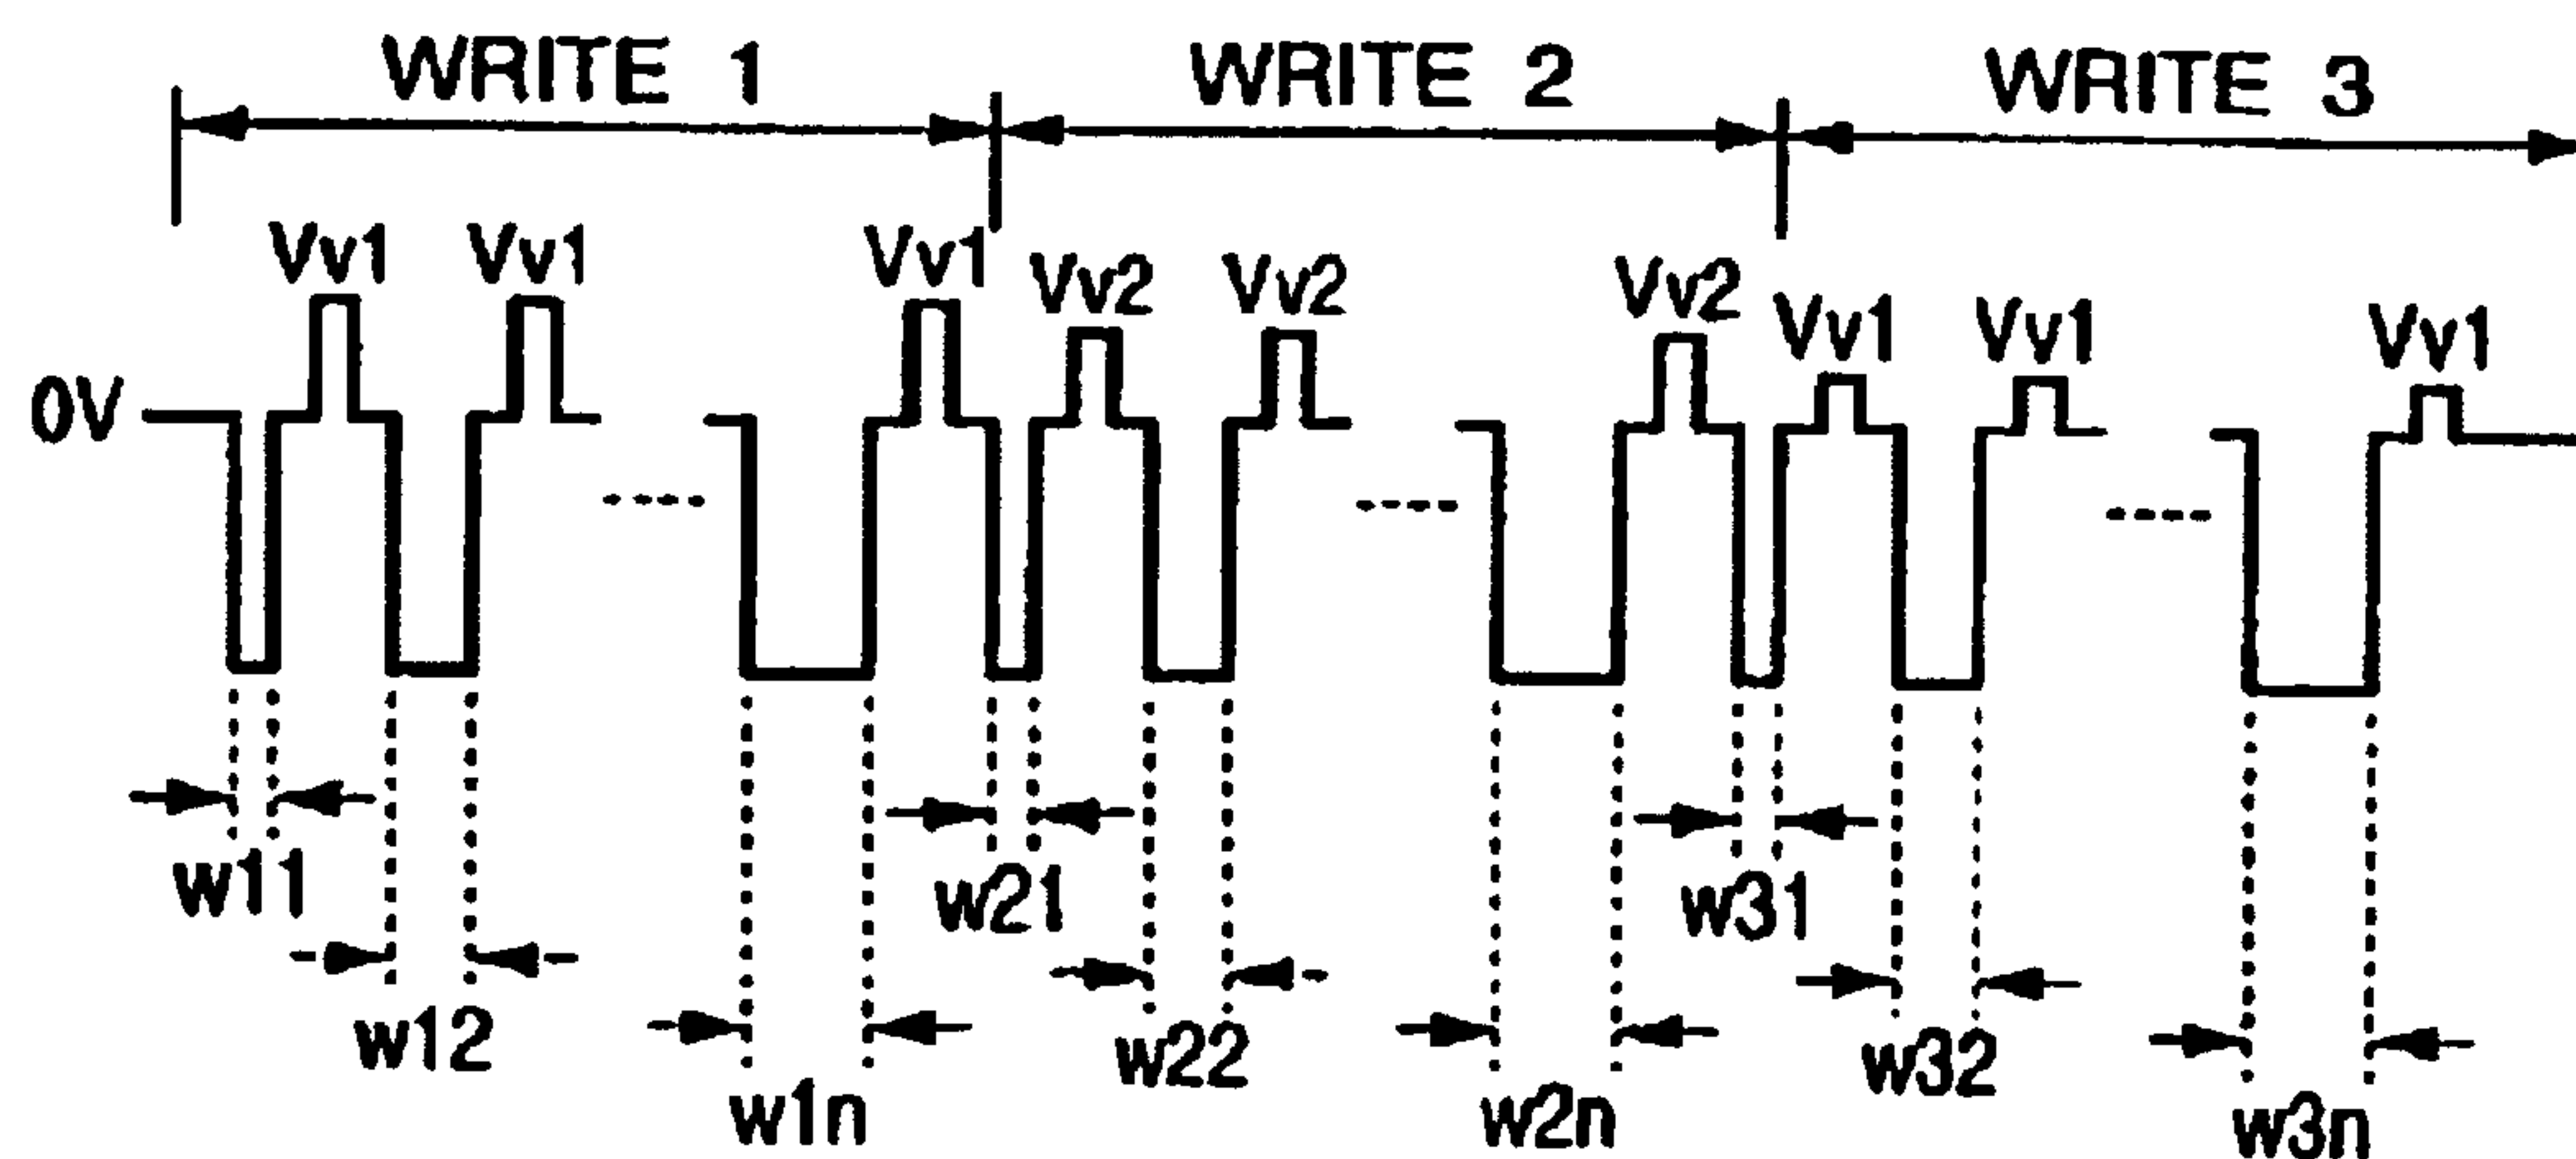 WRITE 1 WRITE 2 WRITE 3
Vv1 Vv1 Vv1 Vv2 Vv2 Vv2 Vv1 Vv1 Vv1
0V
w11 w21 w31
w12 w22 w32
w1n w2n w3n